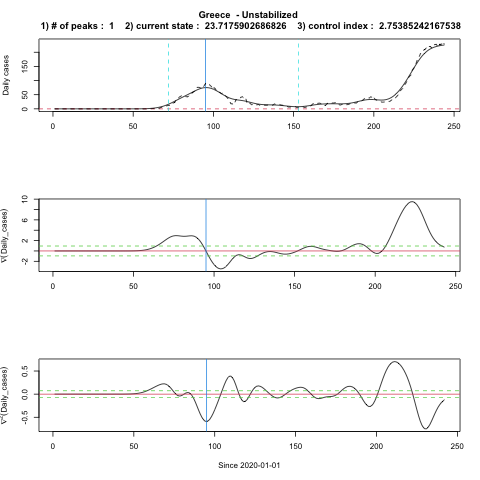 Greece - Unstabilized
1) # of peaks : 1 2) current state : 23.7175902686826 3) control index : 2.75385242167538
Daily cases
0 50 150
0 50 100 150 200 250
∇(Daily_cases)
-2 2 6 10
0 50 100 150 200 250
∇²(Daily_cases)
-0.5 0.0 0.5
0 50 100 150 200 250
Since 2020-01-01